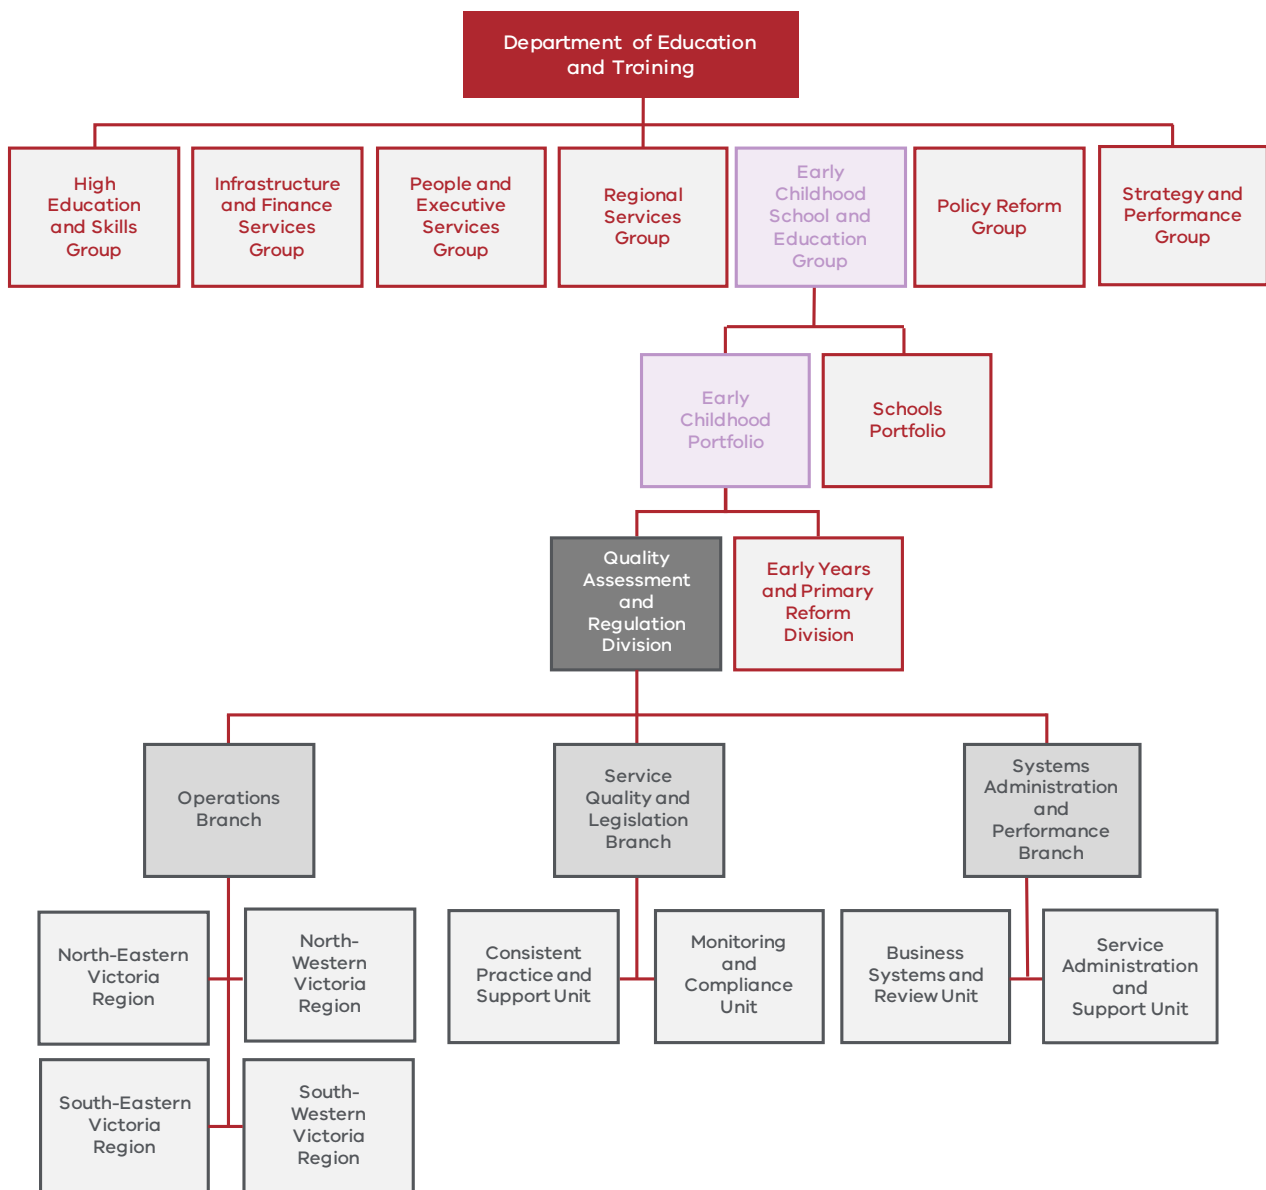 Department of Education
and Training
High
Education
and Skills
Group
Infrastructure
and Finance
Services
Group
People and
Executive
Services
Group
Regional
Services
Group
Early
Childhood
School and
Education
Group
Policy Reform
Group
Strategy and
Performance
Group
Early
Childhood
Portfolio
Schools
Portfolio
Quality
Assessment
and
Regulation
Division
Early Years
and Primary
Reform
Division
Operations
Branch
Service
Quality and
Legislation
Branch
Systems
Administration
and
Performance
Branch
North-Eastern
Victoria
Region
North-
Western
Victoria
Region
Consistent
Practice and
Support Unit
Monitoring
and
Compliance
Unit
Business
Systems and
Review Unit
Service
Administration
and
Support Unit
South-Eastern
Victoria
Region
South-
Western
Victoria
Region